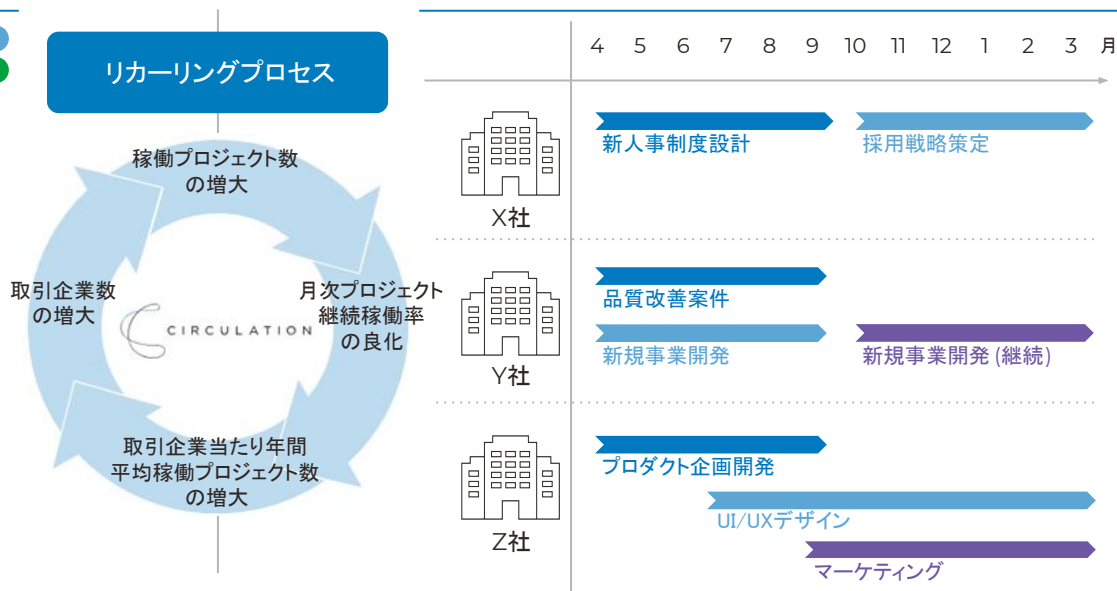 リカーリングプロセス
稼働プロジェクト数
の増大
月次プロジェクト
継続稼働率
の良化
取引企業当たり年間
平均稼働プロジェクト数
の増大
取引企業数
の増大
CIRCULATION
4 5 6 7 8 9 10 11 12 1 2 3 月
X社
新人事制度設計
採用戦略策定
Y社
品質改善案件
新規事業開発
新規事業開発 (継続)
Z社
プロダクト企画開発
UI/UXデザイン
マーケティング